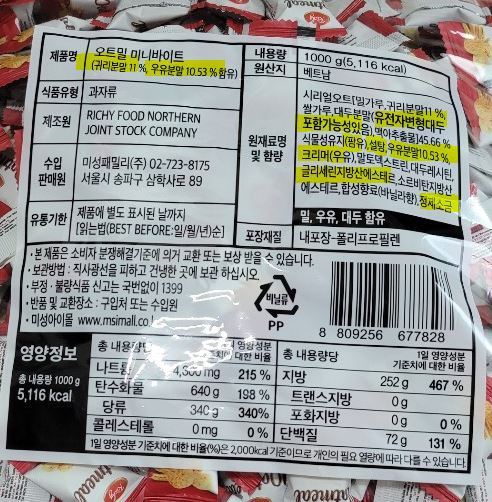 제품명
오트밀 미니바이트
(귀리분말 11 %, 우유분말 10.53 % 함유)
식품유형
과자류
제조원
RICHY FOOD NORTHERN
JOINT STOCK COMPANY
수입
판매원
미성패밀리(주) 02-723-8175
서울시 송파구 삼학사로 89
유통기한
제품에 별도 표시된 날까지
[읽는법(BEST BEFORE:일/월/년)순]
내용량
1000 g(5,116 kcal)
원산지
베트남
원재료명
및 함량
시리얼오트[밀가루,귀리분말11 %,
쌀가루,대두분말(유전자변형대두
포함가능성있음),맥아추출물]45.66 %
식물성유지(팜유),설탕,우유분말10.53 %,
크리머(우유),말토덱스트린,대두레시틴,
글리세린지방산에스테르,소르비탄지방산
에스테르,합성향료(바닐라향),정제소금
밀, 우유, 대두 함유
포장재질
내포장-폴리프로필렌
·본 제품은 소비자 분쟁해결기준에 의거 교환 또는 보상 받을 수 있습니다.
·보관방법 : 직사광선을 피하고 건냉한 곳에 보관 하십시오.
·부정·불량식품 신고는 국번없이 1399
·반품 및 교환장소 : 구입처 또는 수입원
·미성아이몰 www.msimall.co
비닐류
PP
8 809256 677828
영양정보
총 내용량 1000 g
5,116 kcal
총 내용량당
1일 영양성분
기준치에 대한 비율
나트륨 4,300 mg 215 %
탄수화물 640 g 198 %
당류 340 g 340%
콜레스테롤 0 mg 0 %
총 내용량당
1일 영양성분
기준치에 대한 비율
지방 252 g 467 %
트랜스지방 0 g
포화지방 0 g 0 %
단백질 72 g 131 %
1일 영양성분 기준치에 대한 비율(%)은 2,000kcal 기준이므로 개인의 필요 열량에 따라 다를 수 있습니다.